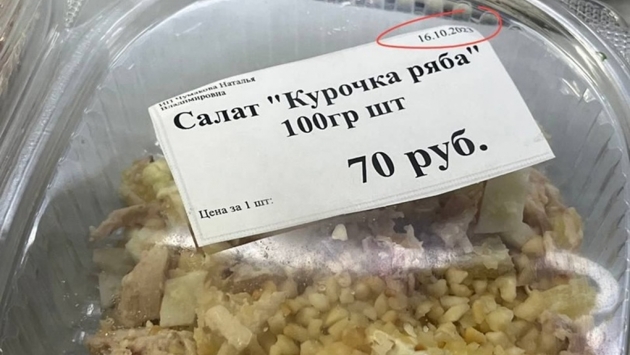 16.10.2023
ИП Чумакова Наталья
Владимировна
Салат "Курочка ряба"
100гр шт
70 руб.
Цена за 1 шт: